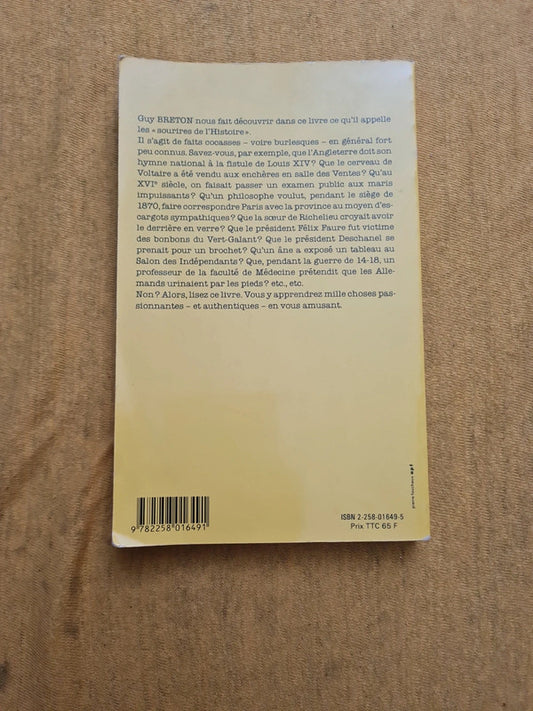 Guy BRETON nous fait découvrir dans ce livre ce qu'il appelle
les « sourires de l'Histoire ».
Il s'agit de faits cocasses – voire burlesques – en général fort
peu connus. Savez-vous, par exemple, que l'Angleterre doit son
hymne national à la fistule de Louis XIV? Que le cerveau de
Voltaire a été vendu aux enchères en salle des Ventes? Qu'au
XVIe siècle, on faisait passer un examen public aux maris
impuissants? Qu'un philosophe voulut, pendant le siège de
1870, faire correspondre Paris avec la province au moyen d'es-
cargots sympathiques? Que la sœur de Richelieu croyait avoir
le derrière en verre? Que le président Félix Faure fut victime
des bonbons du Vert-Galant? Que le président Deschanel se
prenait pour un brochet? Qu'un âne a exposé un tableau au
Salon des Indépendants? Que, pendant la guerre de 14-18, un
professeur de la faculté de Médecine prétendit que les Alle-
mands urinaient par les pieds? etc., etc.
Non? Alors, lisez ce livre. Vous y apprendrez mille choses pas-
sionnantes – et authentiques – en vous amusant.
pierre faucheux
ISBN 2-258-01649-5
Prix TTC 65 F
9 782258 016491